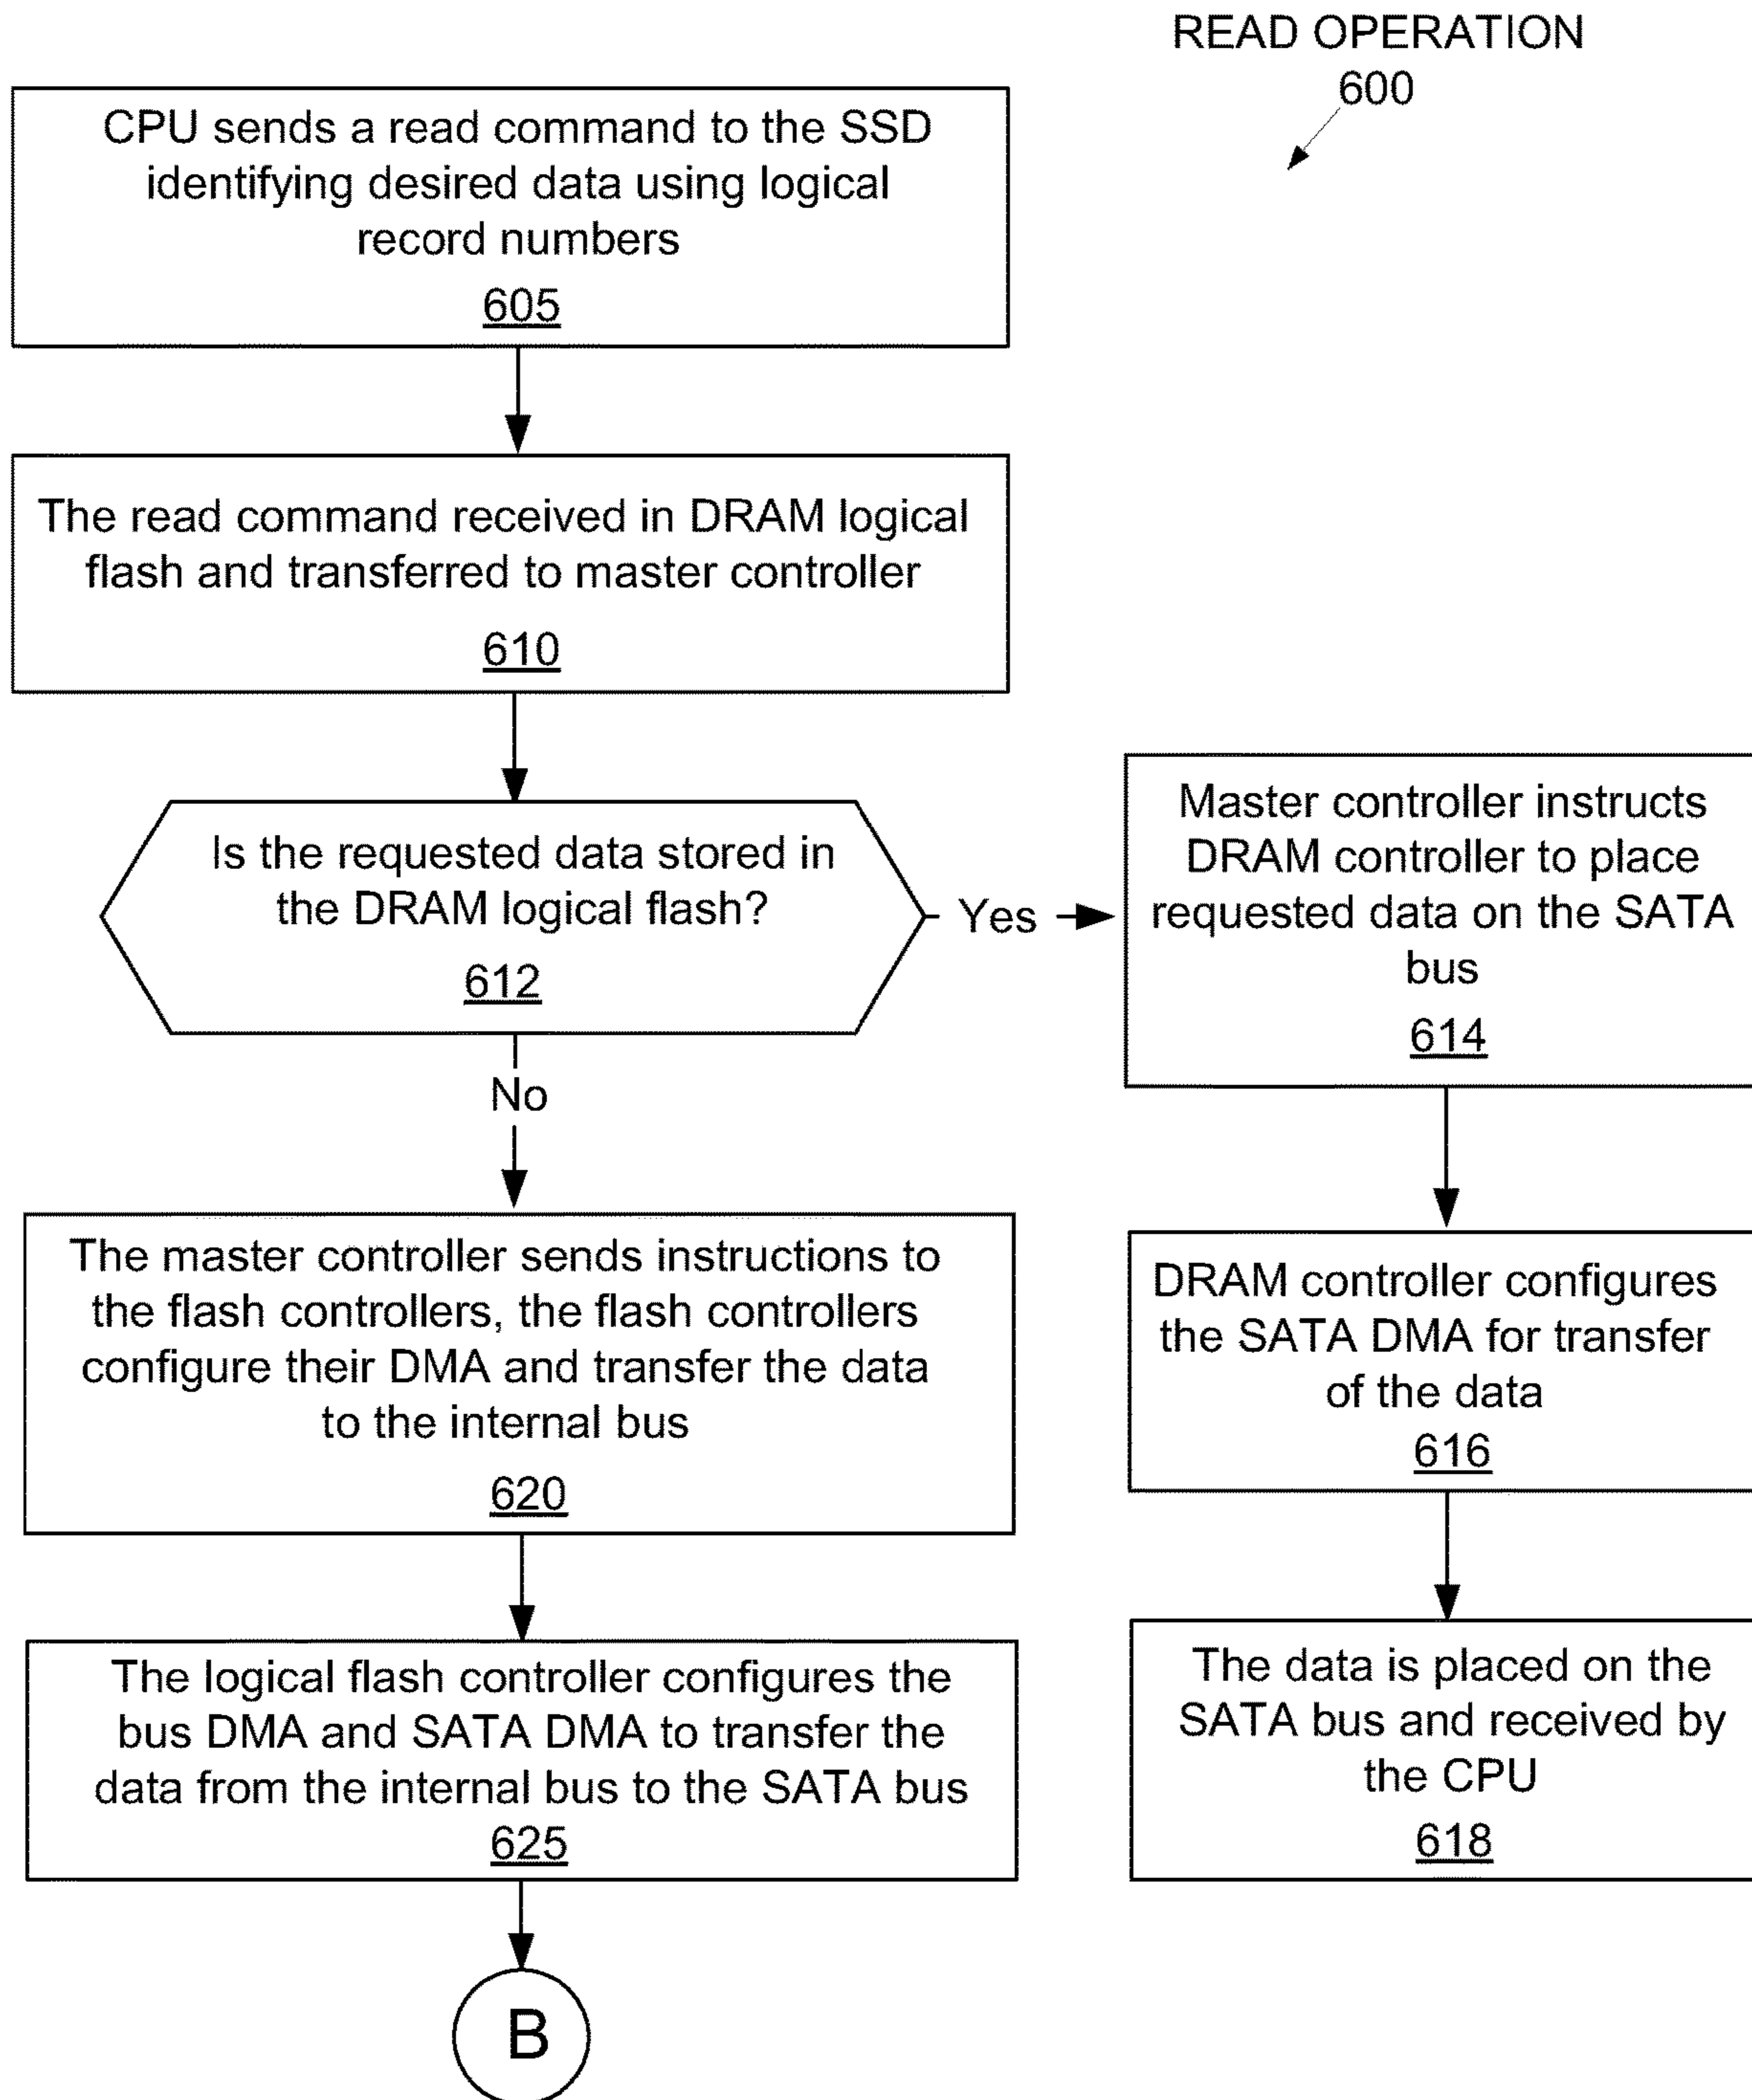 READ OPERATION
600
CPU sends a read command to the SSD
identifying desired data using logical
record numbers
605
The read command received in DRAM logical
flash and transferred to master controller
610
Is the requested data stored in
the DRAM logical flash?
612
Yes
Master controller instructs
DRAM controller to place
requested data on the SATA
bus
614
No
DRAM controller configures
the SATA DMA for transfer
of the data
616
The data is placed on the
SATA bus and received by
the CPU
618
The master controller sends instructions to
the flash controllers, the flash controllers
configure their DMA and transfer the data
to the internal bus
620
The logical flash controller configures the
bus DMA and SATA DMA to transfer the
data from the internal bus to the SATA bus
625
B